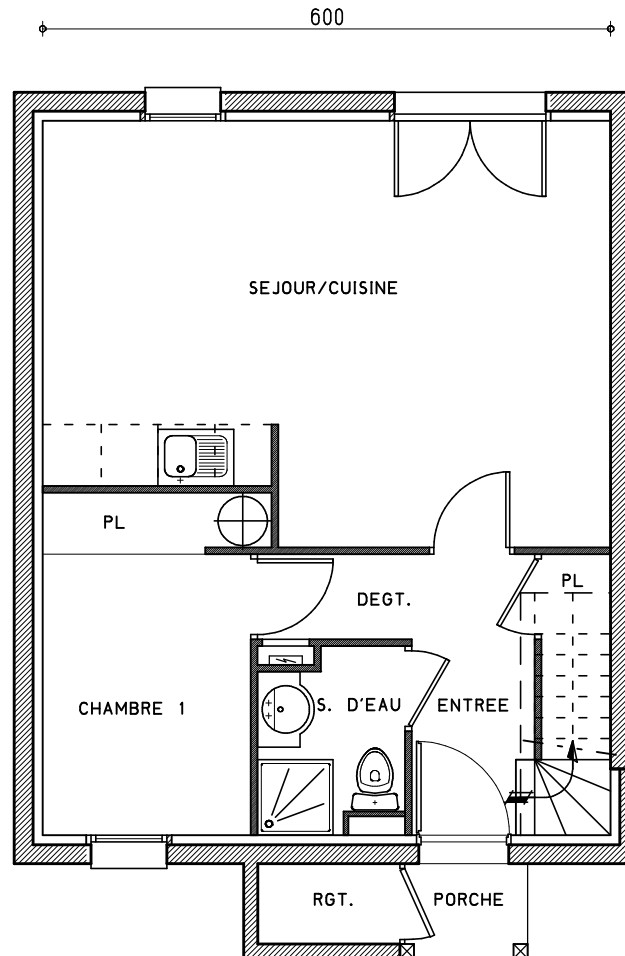 600
SEJOUR/CUISINE
PL
DEGT.
PL
CHAMBRE 1
S. D'EAU
ENTREE
RGT.
PORCHE